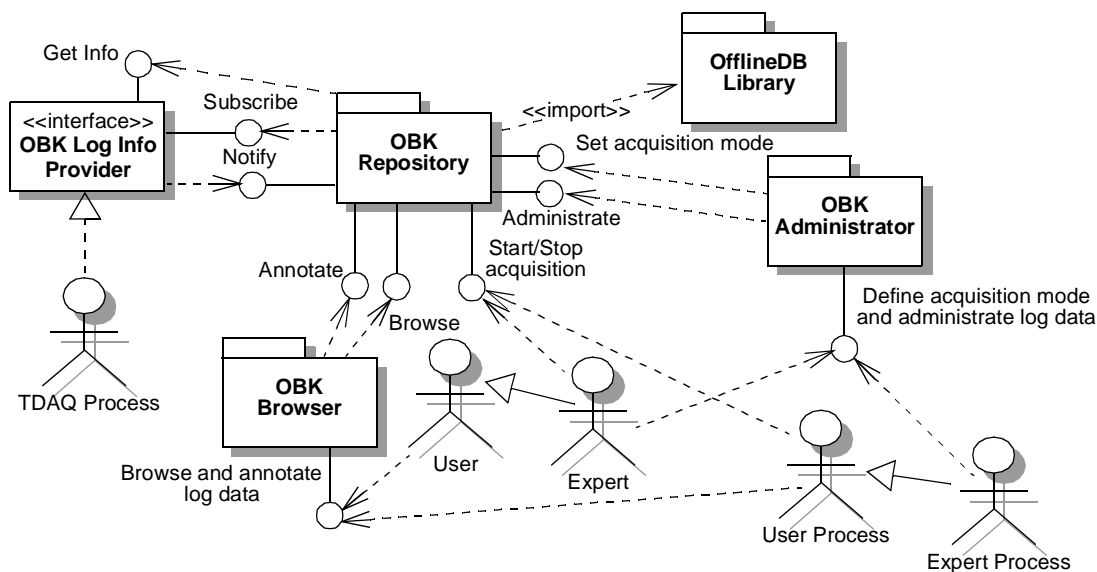 Get Info
OfflineDB
Library
Subscribe
<<import>>
<<interface>>
OBK Log Info
Provider
OBK
Repository
Set acquisition mode
Notify
Administrate
OBK
Administrator
Annotate
Start/Stop
acquisition
Define acquisition mode
and administrate log data
Browse
TDAQ Process
OBK
Browser
User
Expert
Browse and annotate
log data
User Process
Expert Process